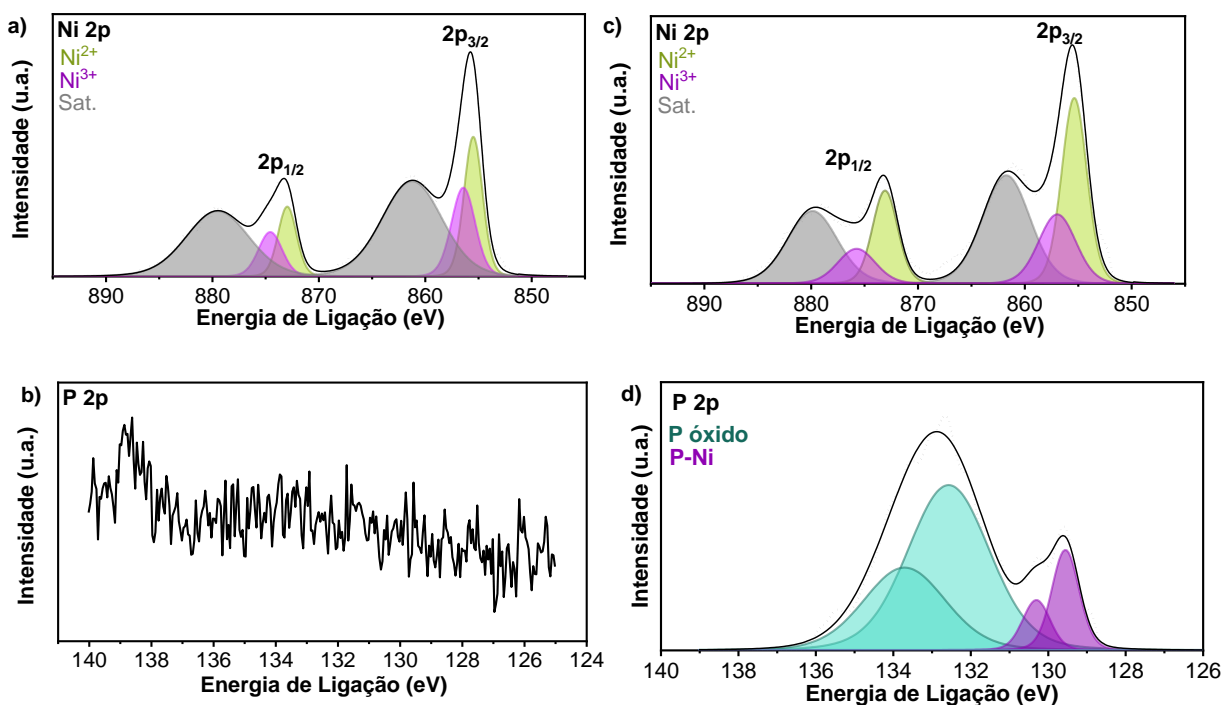 a)
Ni 2p
Ni²⁺
Ni³⁺
Sat.
2p₁/₂
2p₃/₂
Intensidade (u.a.)
890 880 870 860 850
Energia de Ligação (eV)
c)
Ni 2p
Ni²⁺
Ni³⁺
Sat.
2p₁/₂
2p₃/₂
Intensidade (u.a.)
890 880 870 860 850
Energia de Ligação (eV)
b)
P 2p
Intensidade (u.a.)
140 138 136 134 132 130 128 126 124
Energia de Ligação (eV)
d)
P 2p
P óxido
P-Ni
Intensidade (u.a.)
140 138 136 134 132 130 128 126
Energia de Ligação (eV)